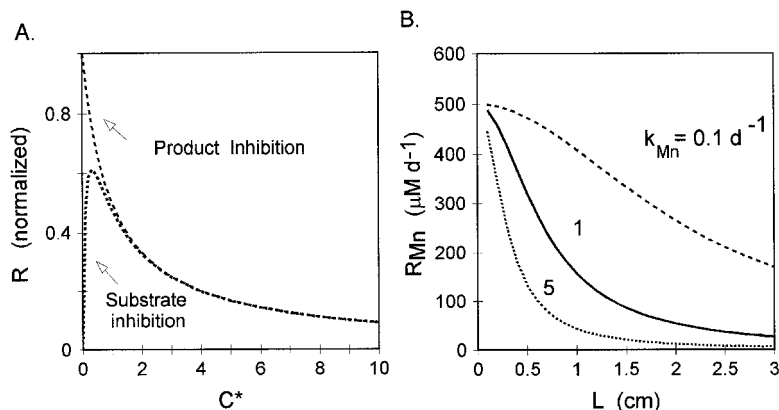 A.
R (normalized)
0.8
0.4
0
Product Inhibition
Substrate
inhibition
0 2 4 6 8 10
C*
B.
RMn (µM d-1)
600
500
400
300
200
100
0
kMn = 0.1 d-1
1
5
0 0.5 1 1.5 2 2.5 3
L (cm)